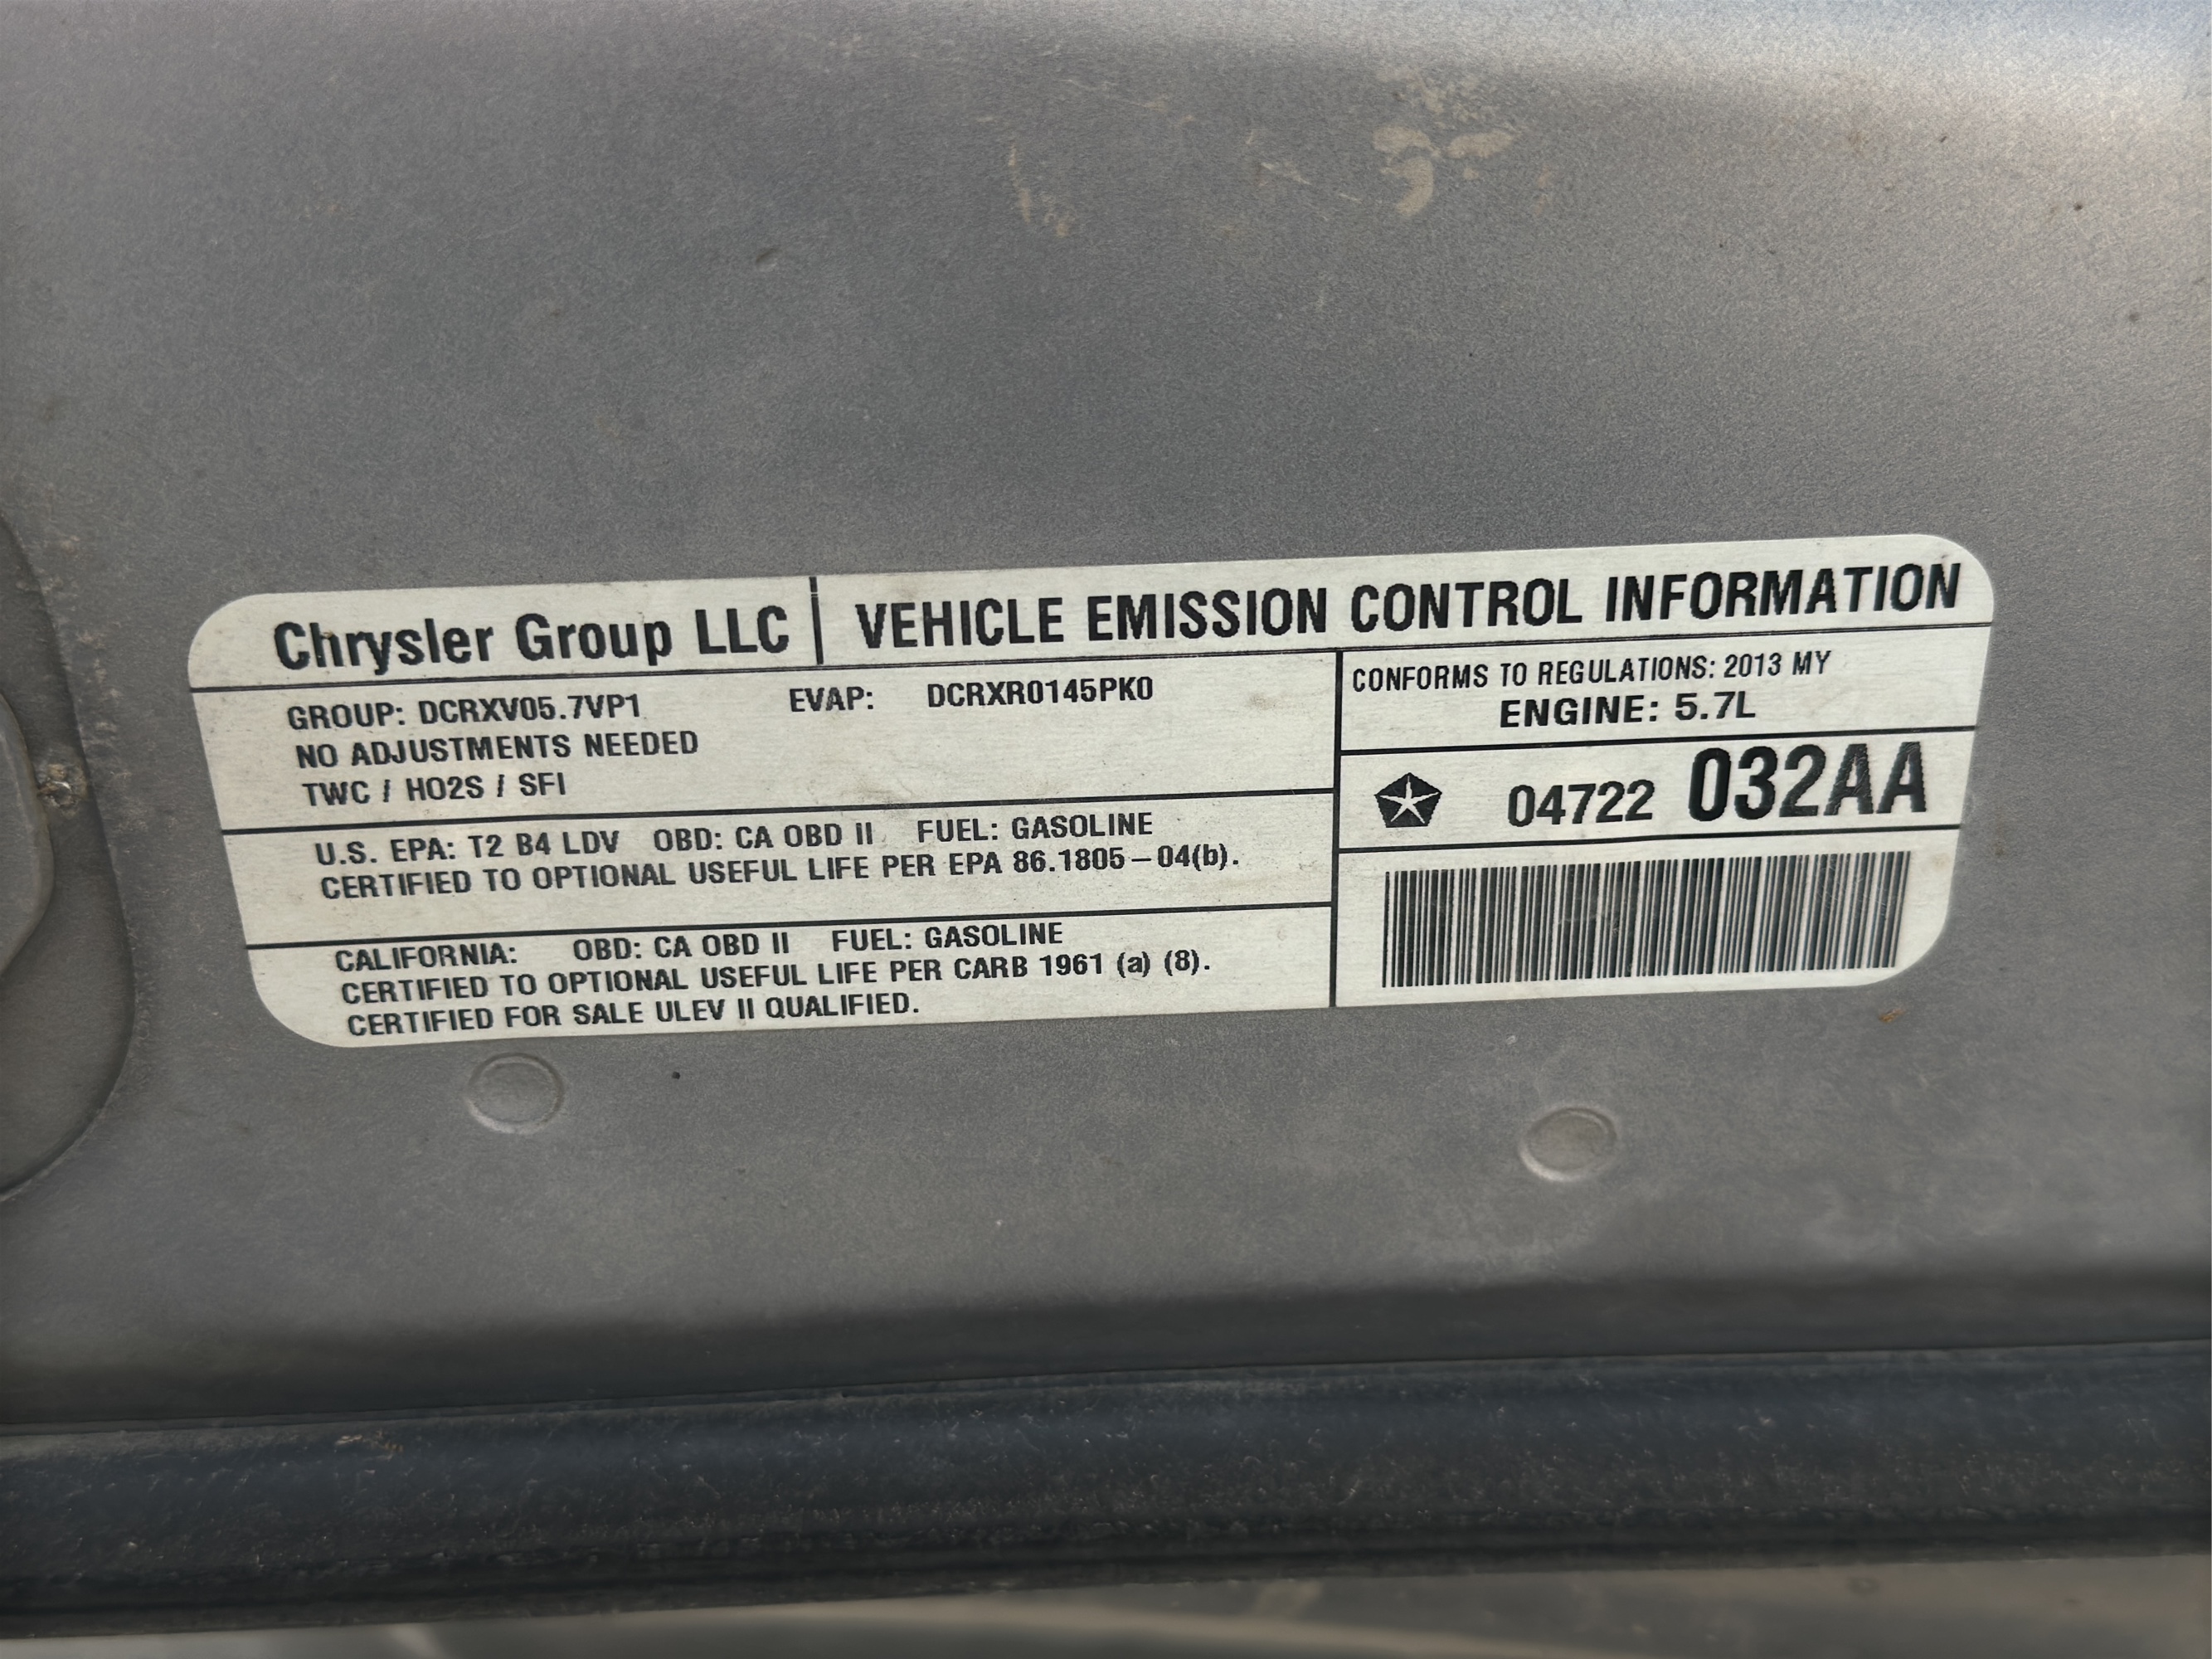 Chrysler Group LLC | VEHICLE EMISSION CONTROL INFORMATION
GROUP: DCRXV05.7VP1 EVAP: DCRXR0145PK0
NO ADJUSTMENTS NEEDED
TWC / HO2S / SFI
U.S. EPA: T2 B4 LDV OBD: CA OBD II FUEL: GASOLINE
CERTIFIED TO OPTIONAL USEFUL LIFE PER EPA 86.1805–04(b).
CALIFORNIA: OBD: CA OBD II FUEL: GASOLINE
CERTIFIED TO OPTIONAL USEFUL LIFE PER CARB 1961 (a) (8).
CERTIFIED FOR SALE ULEV II QUALIFIED.
CONFORMS TO REGULATIONS: 2013 MY
ENGINE: 5.7L
04722 032AA